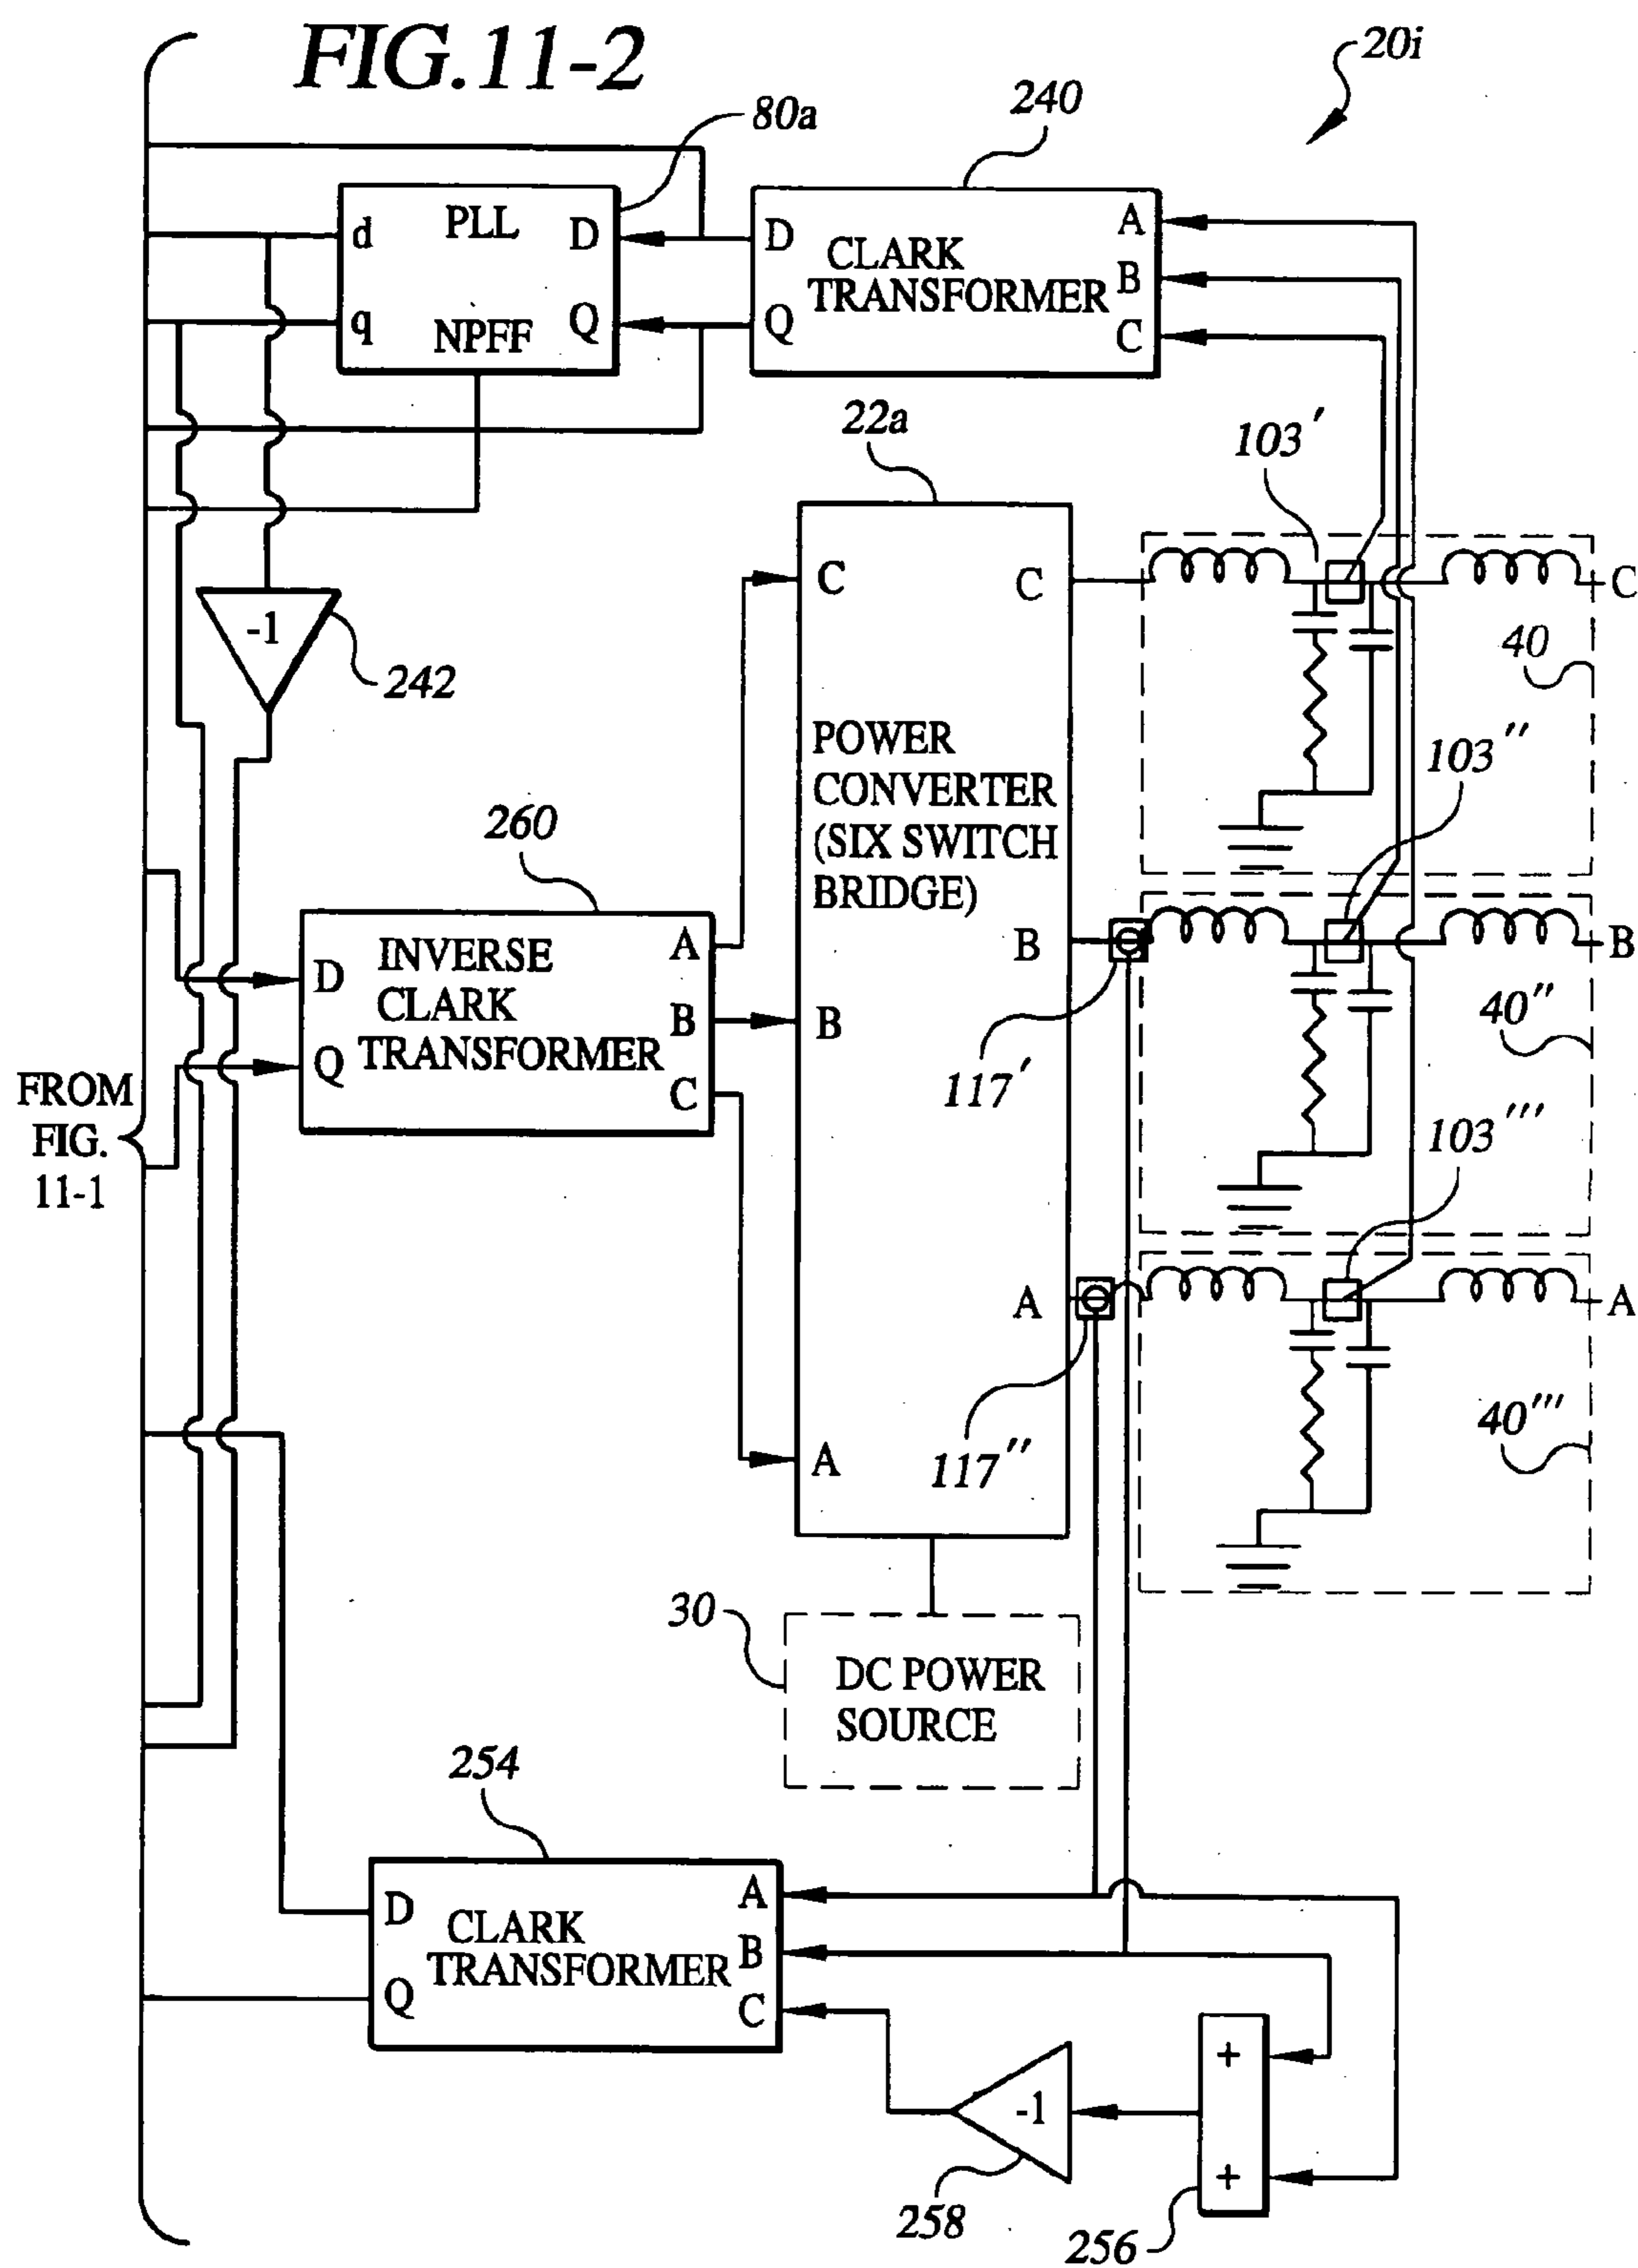 FIG.11-2
20i
240
80a
d
PLL
D
q
NPFF
Q
D
CLARK
TRANSFORMER
Q
A
B
C
22a
103'
-1
242
C
C
C
40
POWER
CONVERTER
(SIX SWITCH
BRIDGE)
103''
260
INVERSE
CLARK
TRANSFORMER
D
Q
A
B
C
B
B
B
40''
117'
FROM
FIG.
11-1
103'''
A
A
A
117''
40'''
30
DC POWER
SOURCE
254
D
CLARK
TRANSFORMER
Q
A
B
C
+
-1
+
258
256